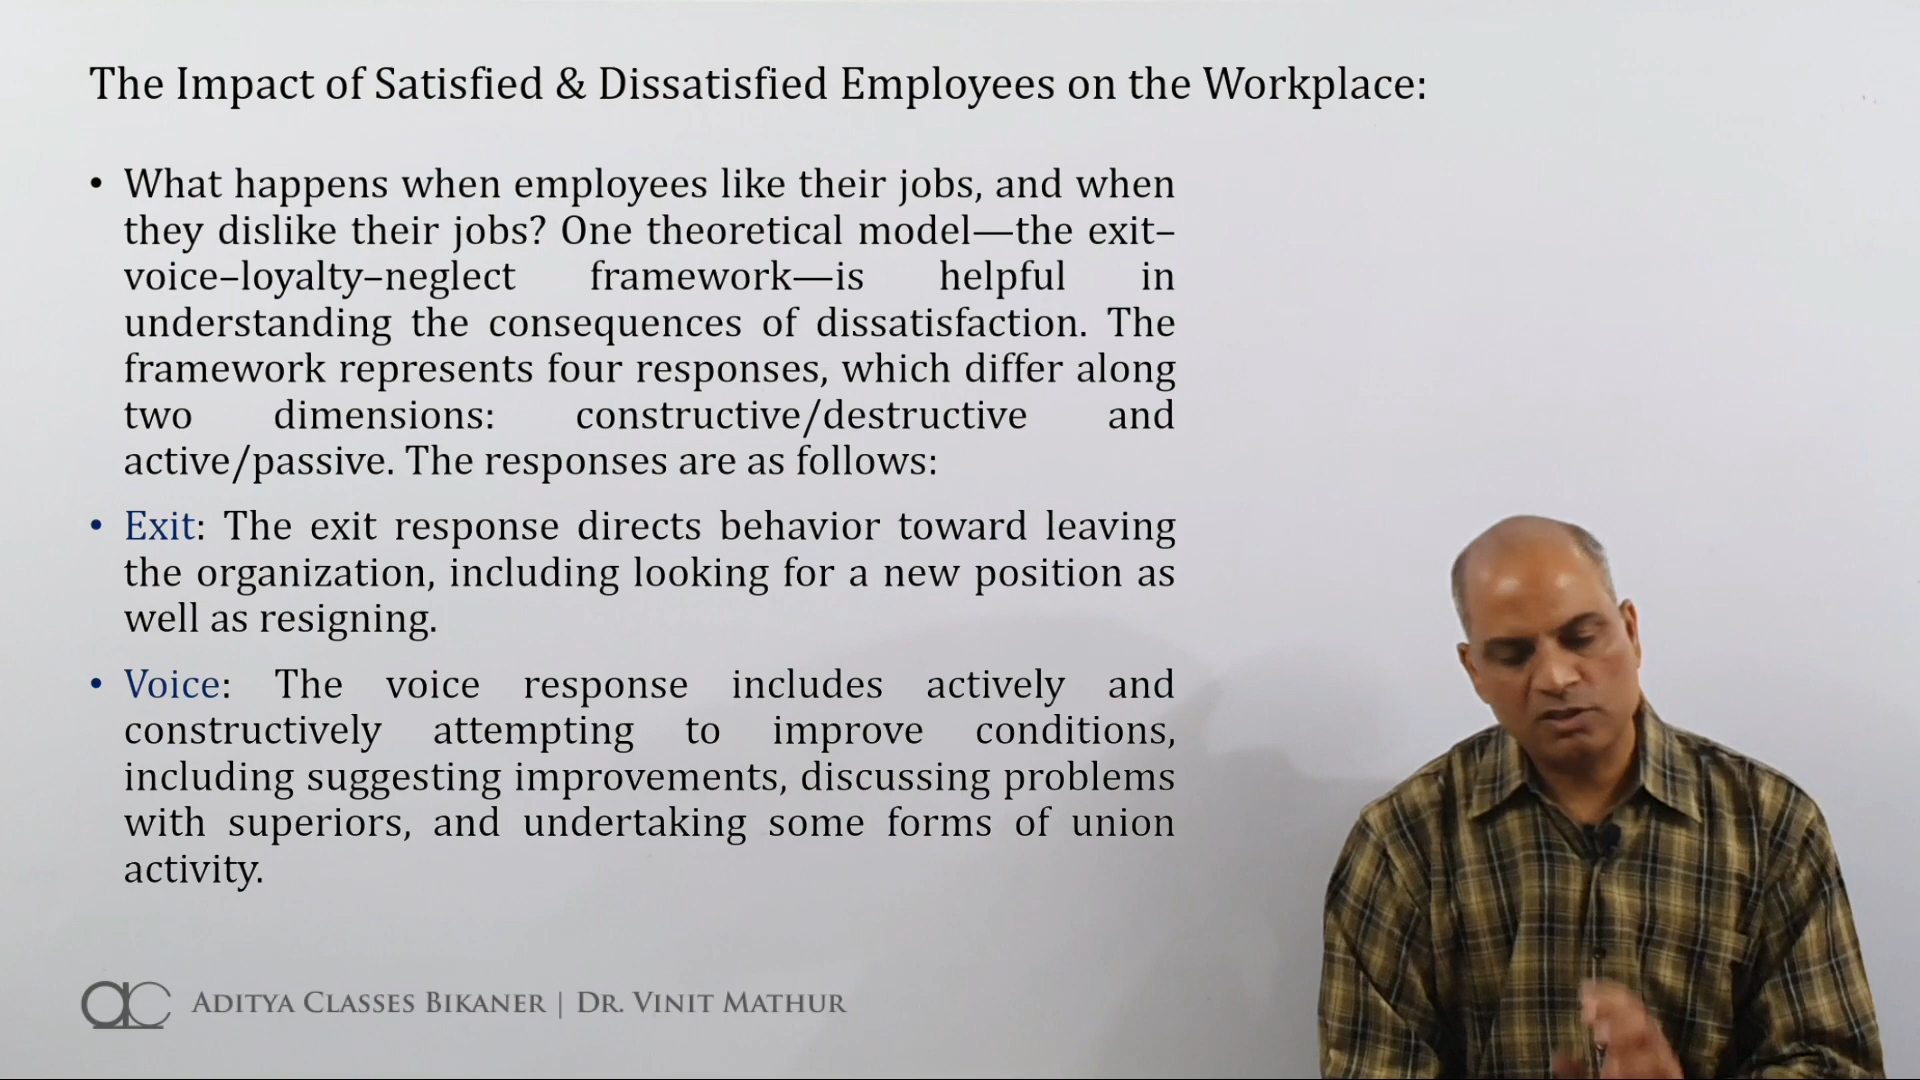 The Impact of Satisfied & Dissatisfied Employees on the Workplace:
• What happens when employees like their jobs, and when
they dislike their jobs? One theoretical model—the exit–
voice–loyalty–neglect framework—is helpful in
understanding the consequences of dissatisfaction. The
framework represents four responses, which differ along
two dimensions: constructive/destructive and
active/passive. The responses are as follows:
• Exit: The exit response directs behavior toward leaving
the organization, including looking for a new position as
well as resigning.
• Voice: The voice response includes actively and
constructively attempting to improve conditions,
including suggesting improvements, discussing problems
with superiors, and undertaking some forms of union
activity.
ac ADITYA CLASSES BIKANER | DR. VINIT MATHUR